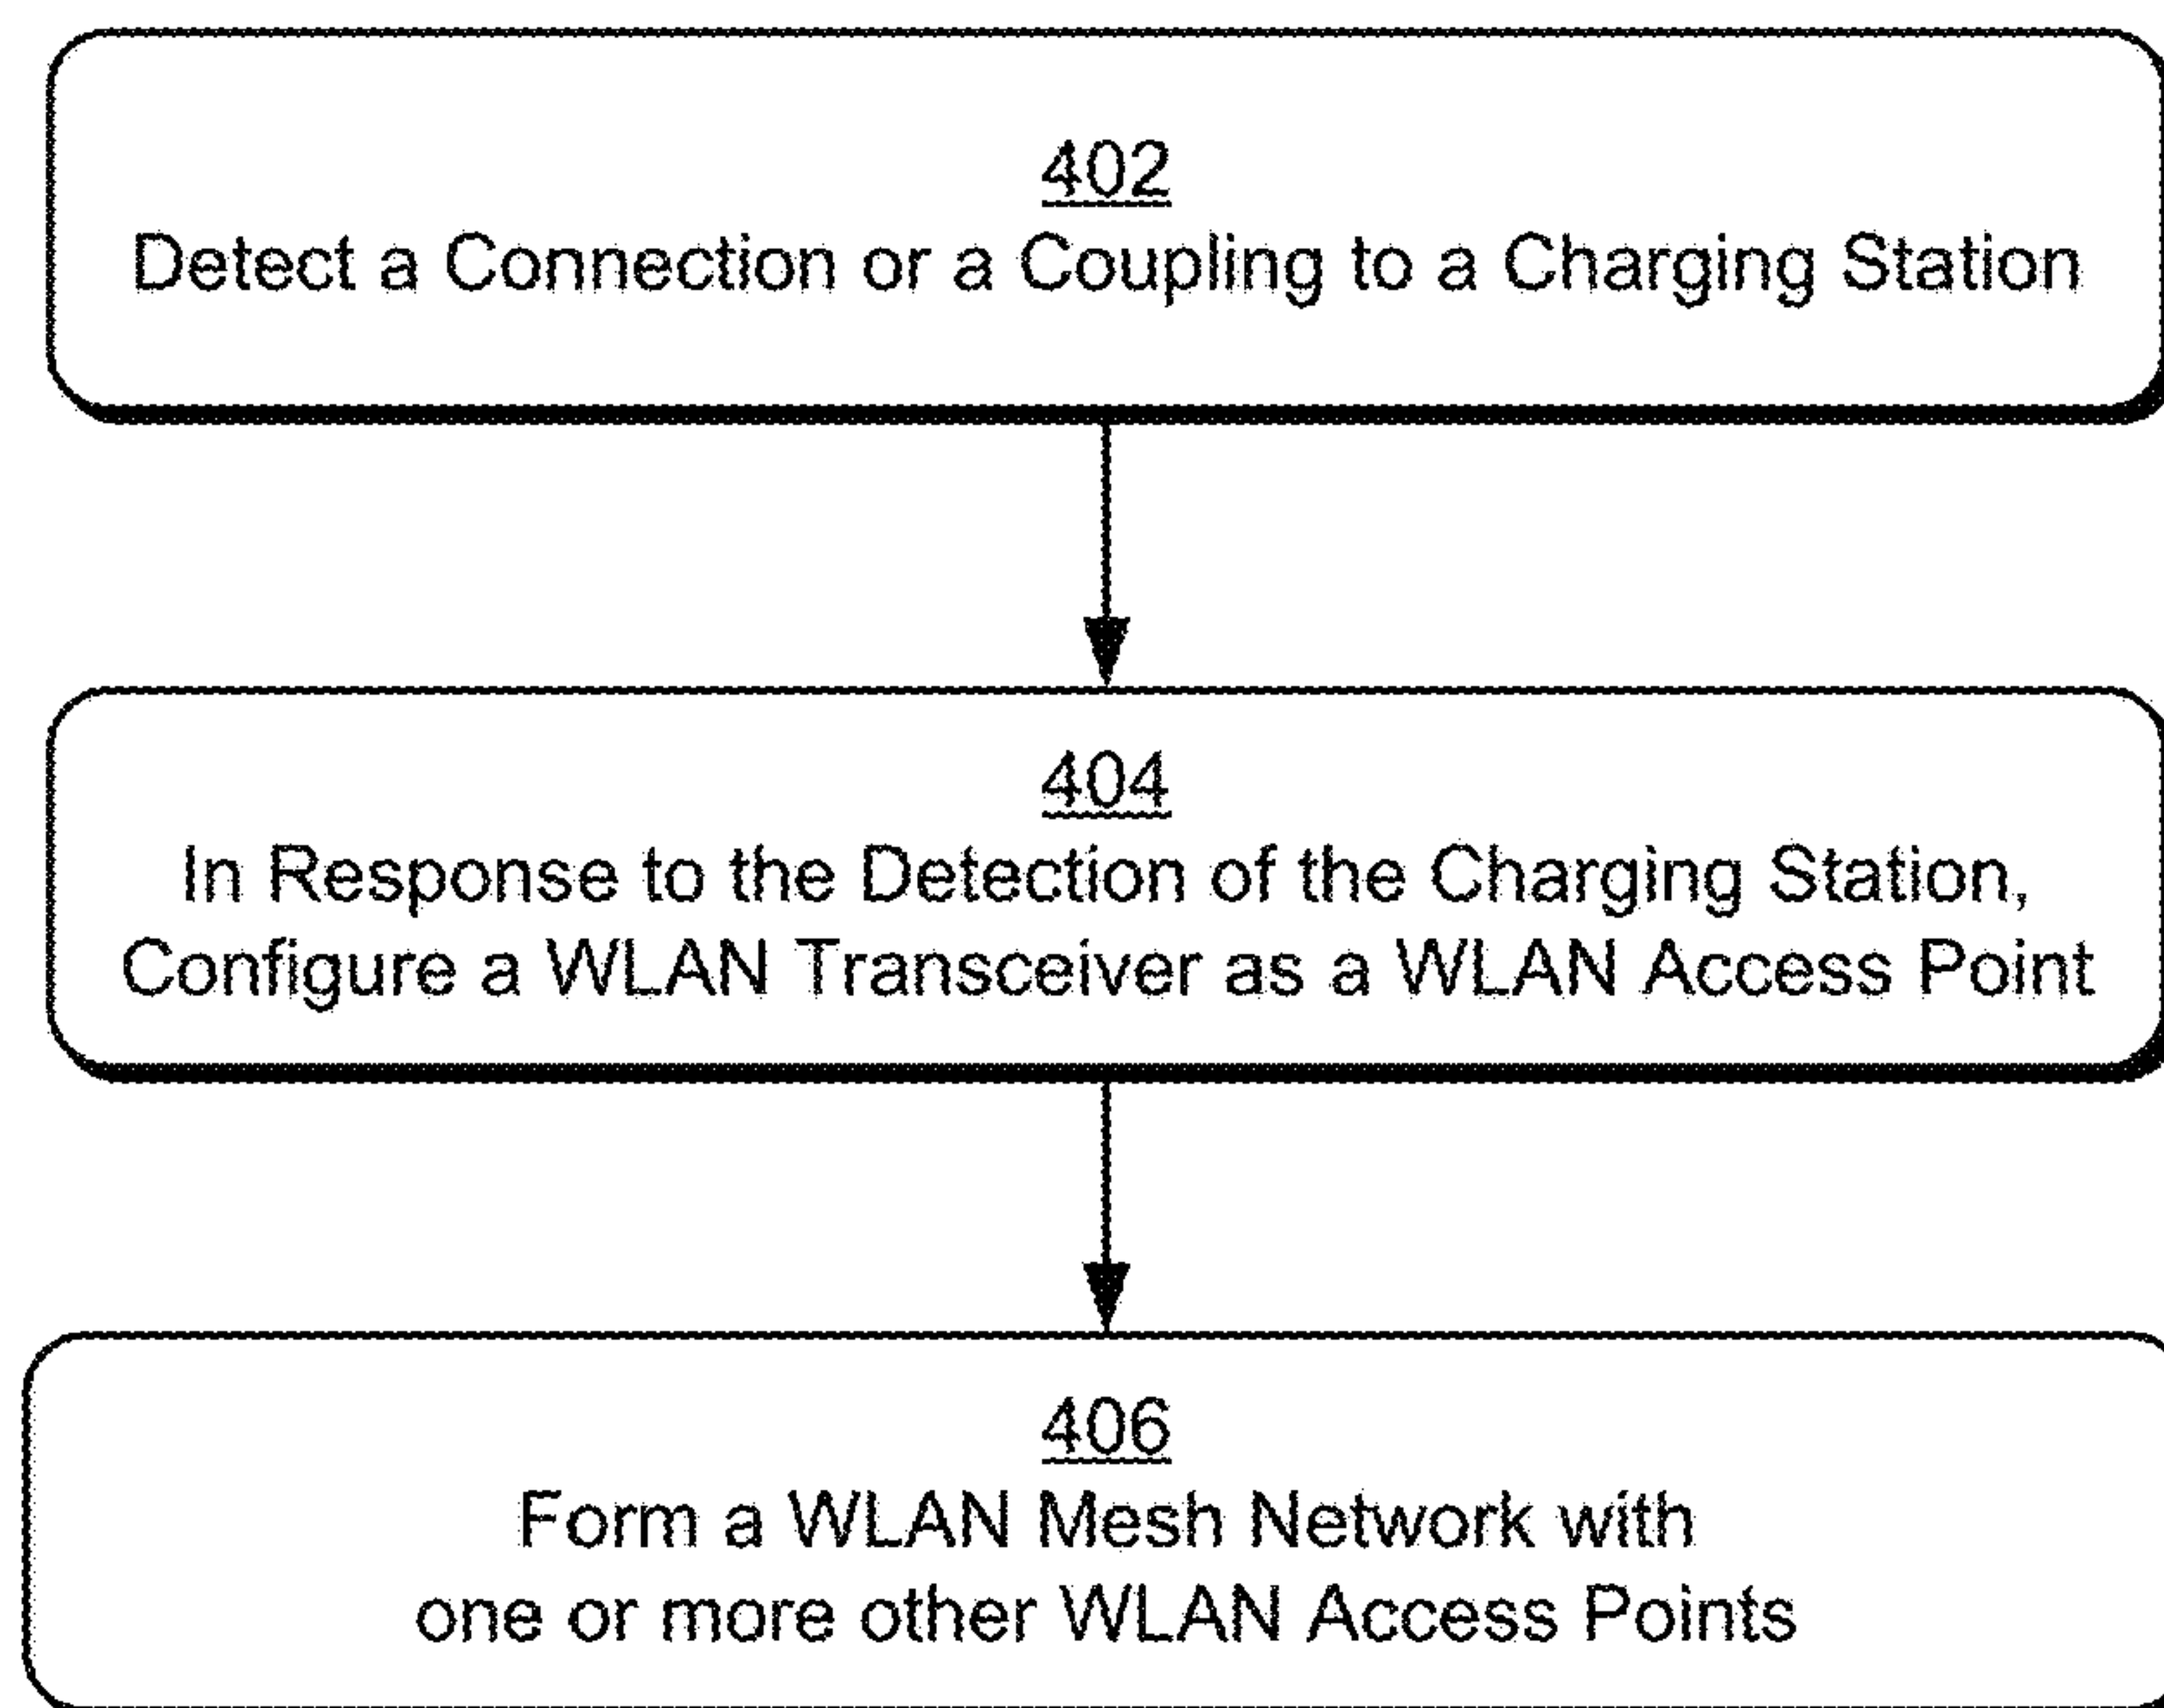 402
Detect a Connection or a Coupling to a Charging Station
404
In Response to the Detection of the Charging Station,
Configure a WLAN Transceiver as a WLAN Access Point
406
Form a WLAN Mesh Network with
one or more other WLAN Access Points